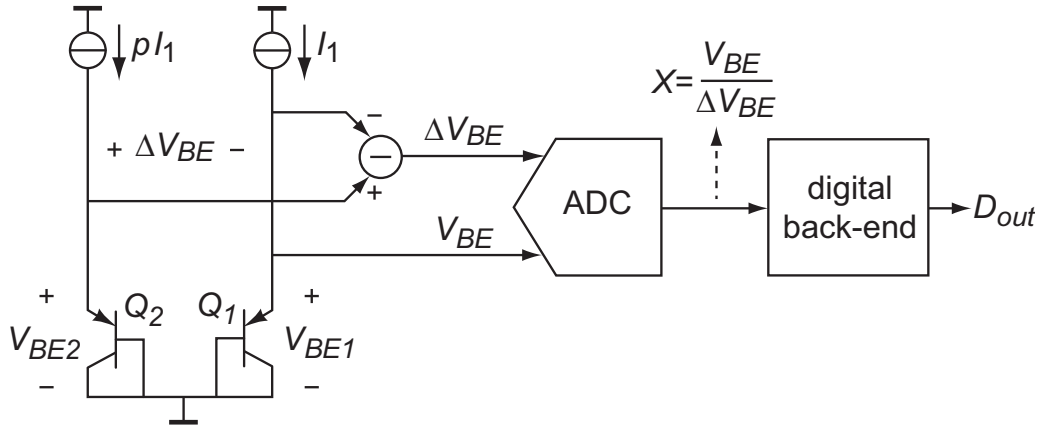 pI1
I1
X= VBE / ΔVBE
−
+ ΔVBE −
−
ΔVBE
+
ADC
digital
back-end
Dout
VBE
+
Q2
Q1
+
VBE2
VBE1
−
−